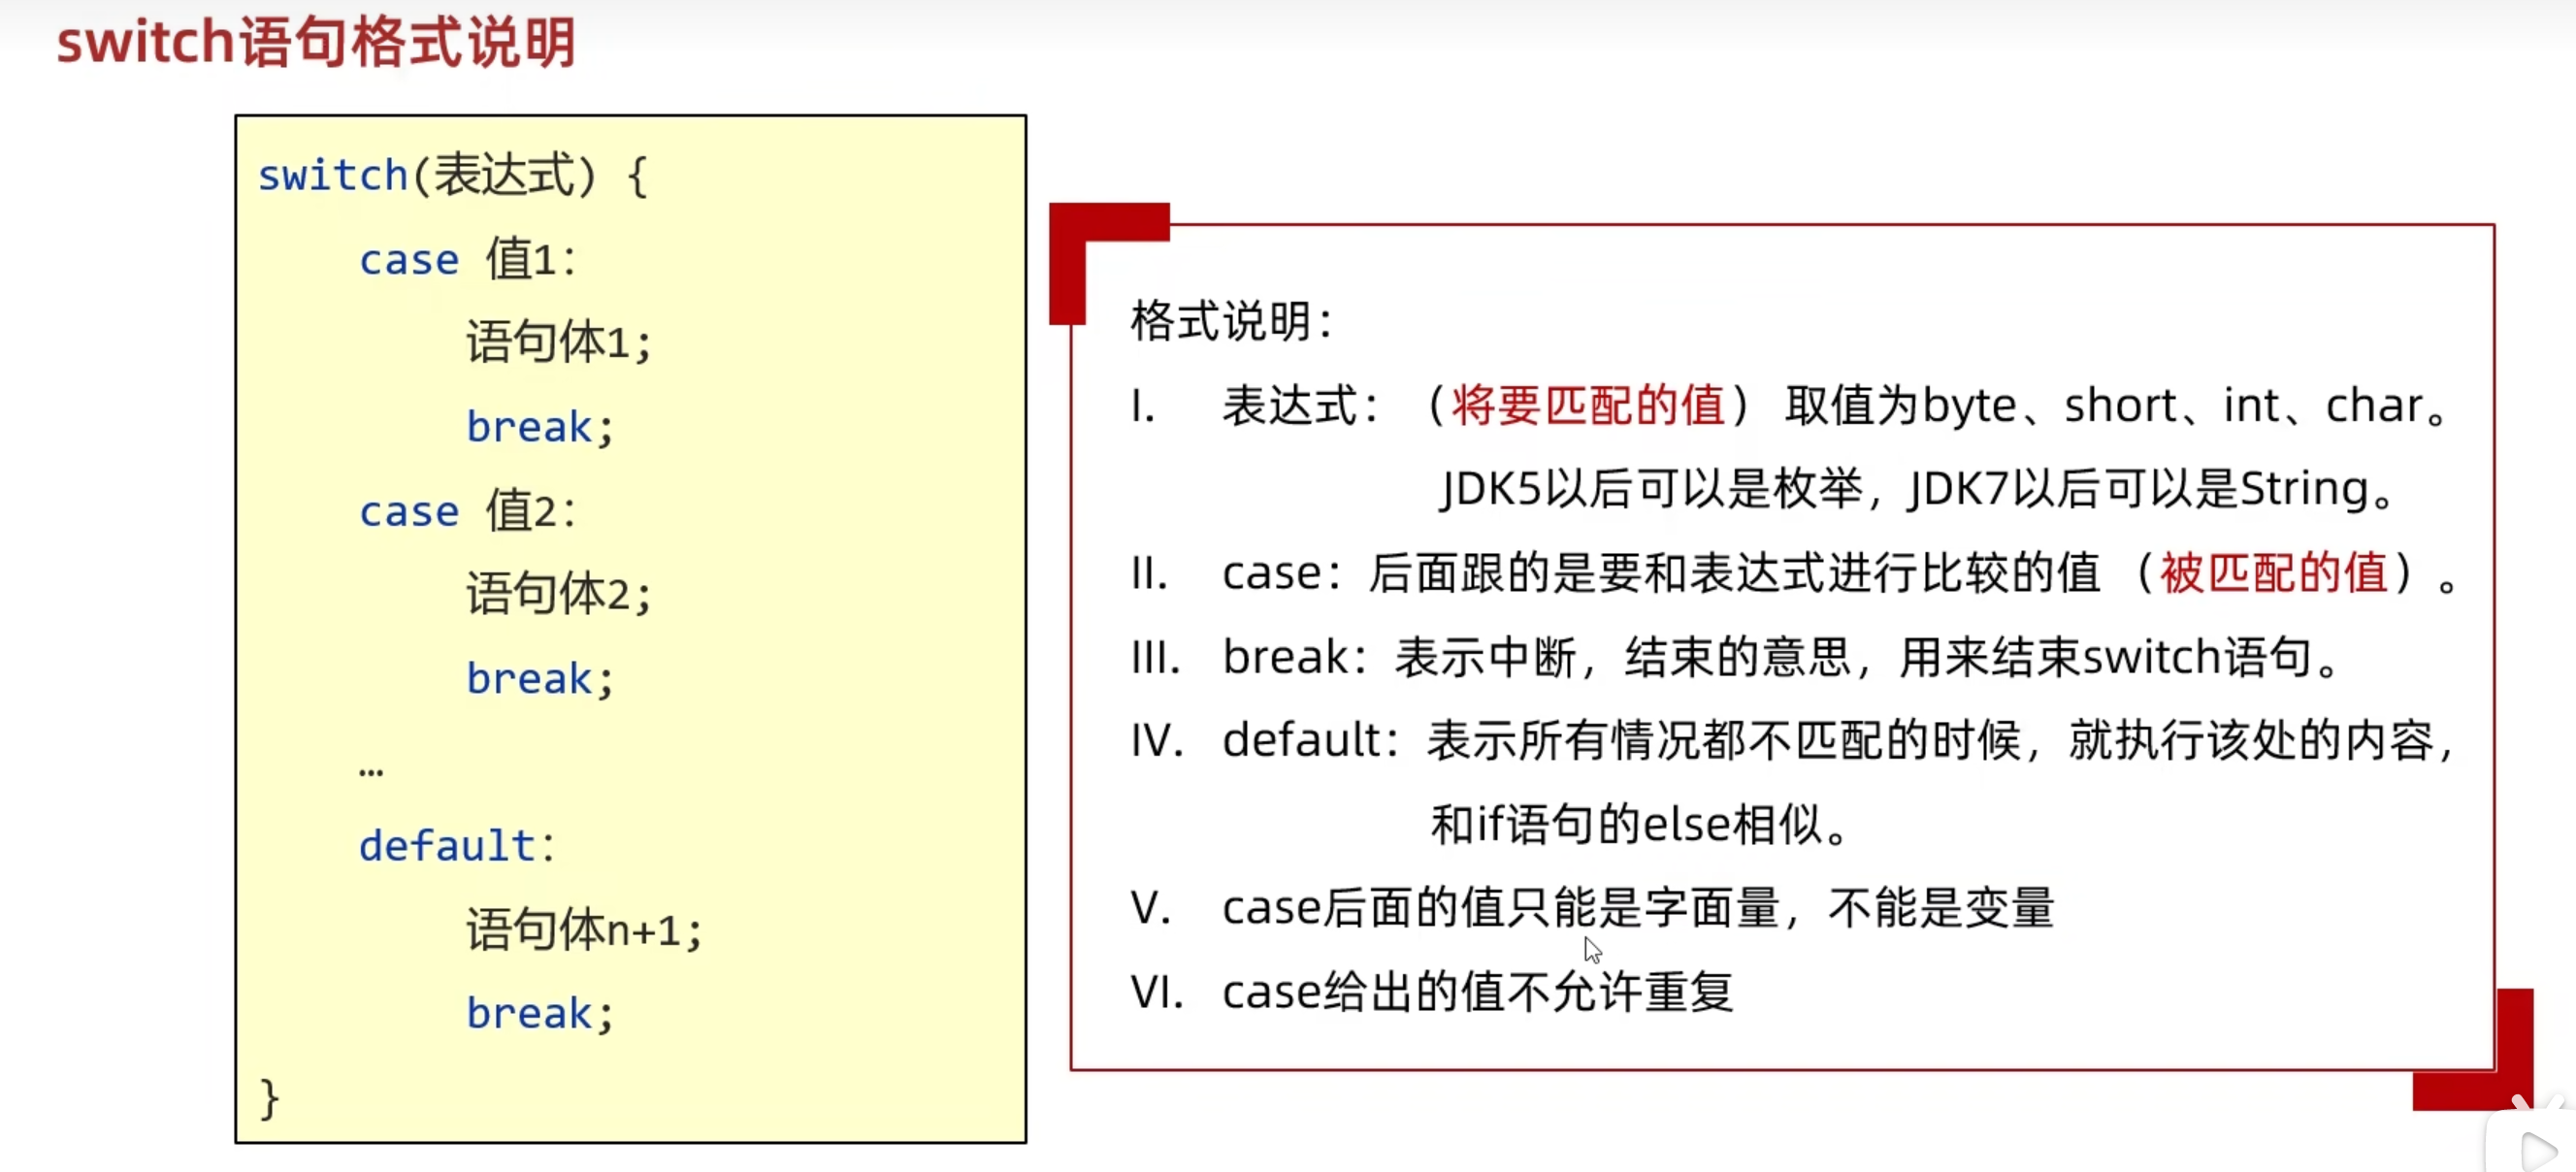 switch语句格式说明
switch(表达式) {
case 值1:
语句体1;
break;
case 值2:
语句体2;
break;
…
default:
语句体n+1;
break;
}
格式说明：
I. 表达式：（将要匹配的值） 取值为byte、short、int、char。
JDK5以后可以是枚举，JDK7以后可以是String。
II. case：后面跟的是要和表达式进行比较的值（被匹配的值）。
III. break：表示中断，结束的意思，用来结束switch语句。
IV. default：表示所有情况都不匹配的时候，就执行该处的内容，
和if语句的else相似。
V. case后面的值只能是字面量，不能是变量
VI. case给出的值不允许重复